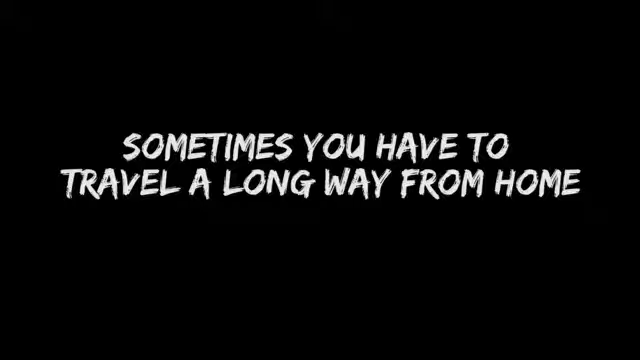 SOMETIMES YOU HAVE TO
TRAVEL A LONG WAY FROM HOME